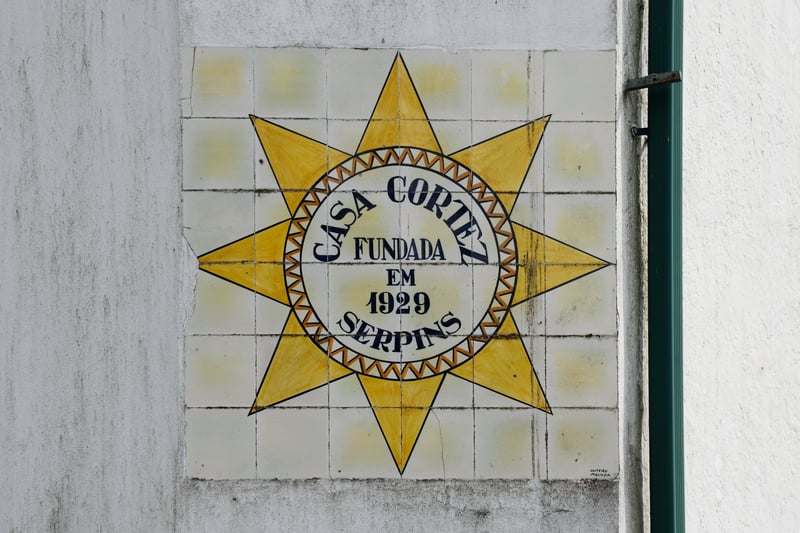 CASA CORTEZ
FUNDADA
EM
1929
SERPINS